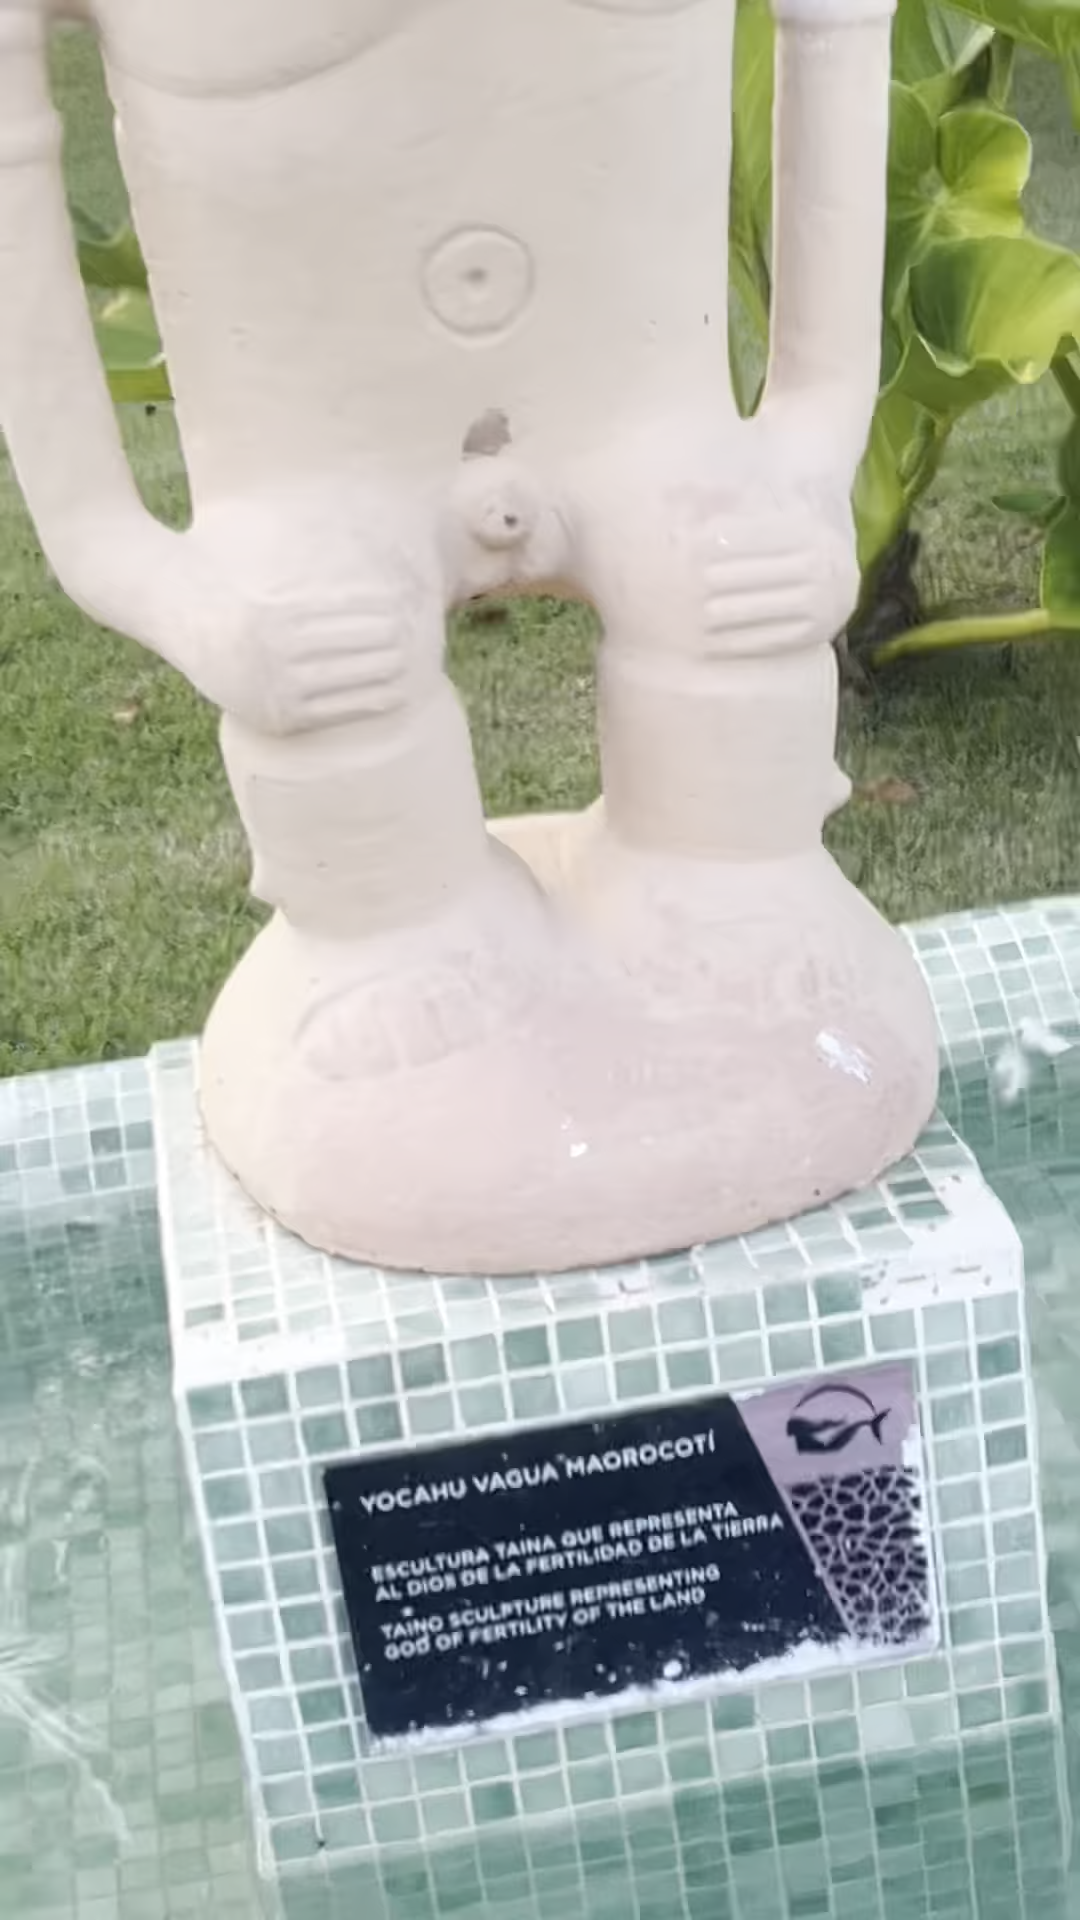 YOCAHU VAGUA MAOROCOTÍ
ESCULTURA TAINA QUE REPRESENTA
AL DIOS DE LA FERTILIDAD DE LA TIERRA
TAINO SCULPTURE REPRESENTING
GOD OF FERTILITY OF THE LAND